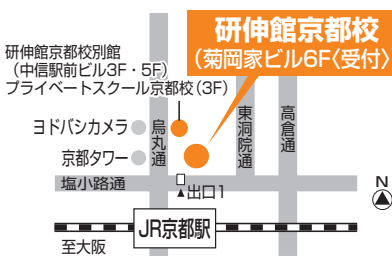 研伸館京都校
(菊岡家ビル6F〈受付〉)
研伸館京都校別館
(中信駅前ビル3F・5F)
プライベートスクール京都校(3F)
ヨドバシカメラ
京都タワー
烏丸通
東洞院通
高倉通
塩小路通
▲出口1
N
JR京都駅
至大阪